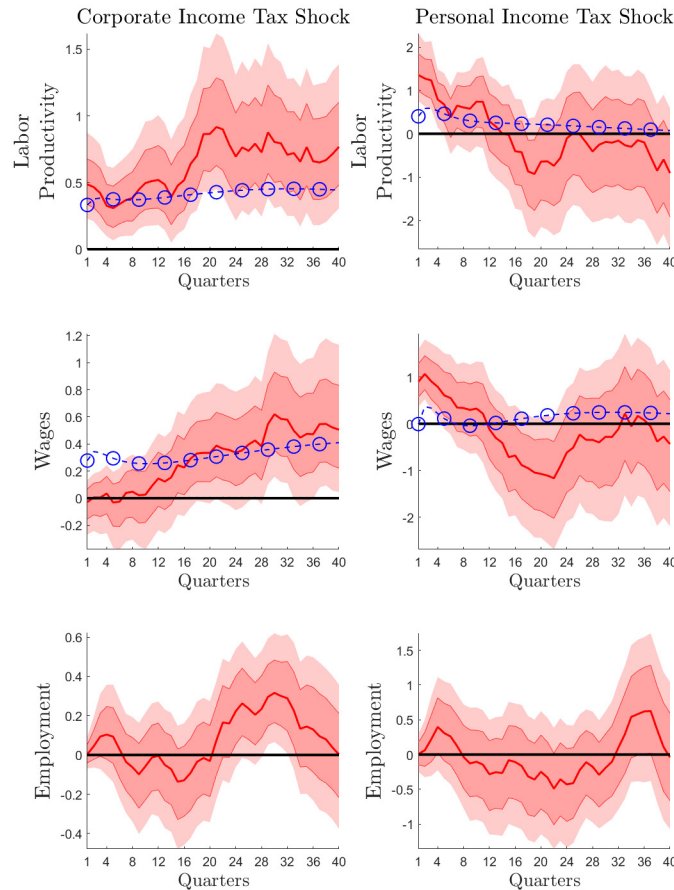 Corporate Income Tax Shock
Personal Income Tax Shock
Labor
Productivity
1.6
1
0.5
0
1 4 8 12 16 20 24 28 32 36 40
Quarters
2
1
0
-1
-2
1 4 8 12 16 20 24 28 32 36 40
Quarters
Labor
Productivity
Wages
1.2
1
0.8
0.6
0.4
0.2
0
-0.2
1 4 8 12 16 20 24 28 32 36 40
Quarters
Wages
1
0
-1
-2
1 4 8 12 16 20 24 28 32 36 40
Quarters
Employment
0.6
0.4
0.2
0
-0.2
-0.4
1 4 8 12 16 20 24 28 32 36 40
Quarters
Employment
1
0.5
0
-0.5
-1
1 4 8 12 16 20 24 28 32 36 40
Quarters